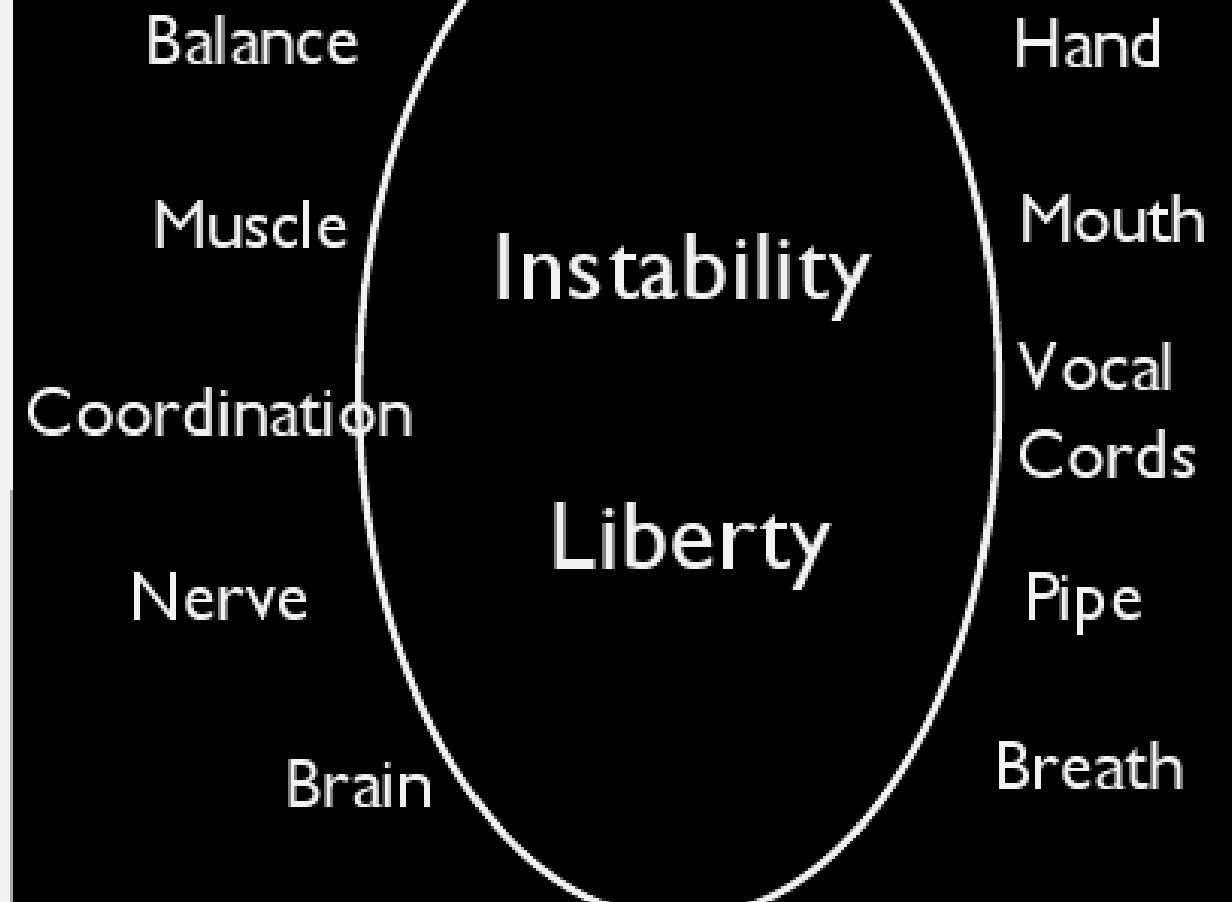 Balance
Muscle
Coordination
Nerve
Brain
Instability
Liberty
Hand
Mouth
Vocal
Cords
Pipe
Breath